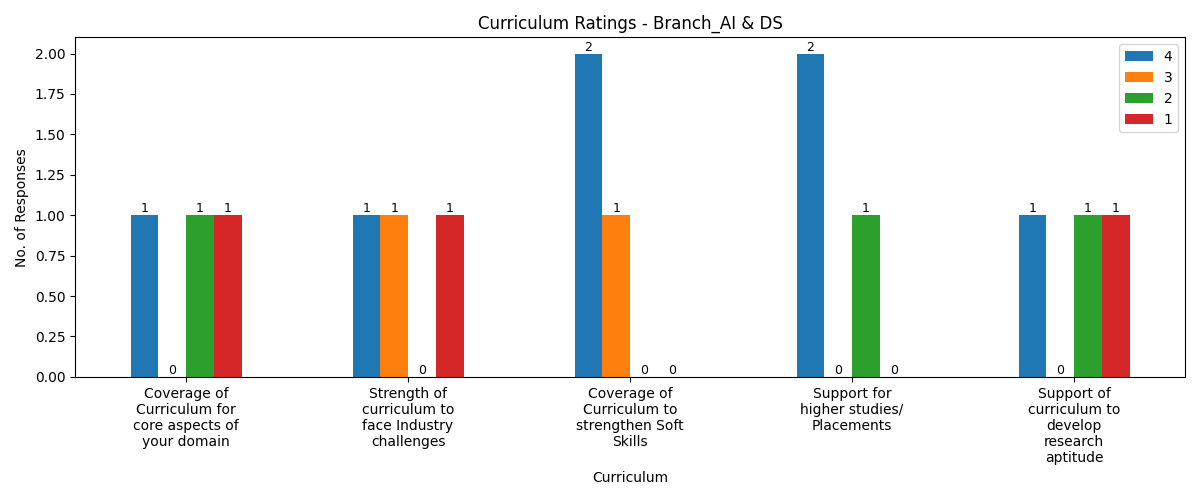 Curriculum Ratings - Branch_AI & DS
No. of Responses
2.00
1.75
1.50
1.25
1.00
0.75
0.50
0.25
0.00
4
3
2
1
1 0 1 1
1 1 0 1
2 1 0 0
2 0 1 0
1 0 1 1
Coverage of
Curriculum for
core aspects of
your domain
Strength of
curriculum to
face Industry
challenges
Coverage of
Curriculum to
strengthen Soft
Skills
Support for
higher studies/
Placements
Support of
curriculum to
develop
research
aptitude
Curriculum